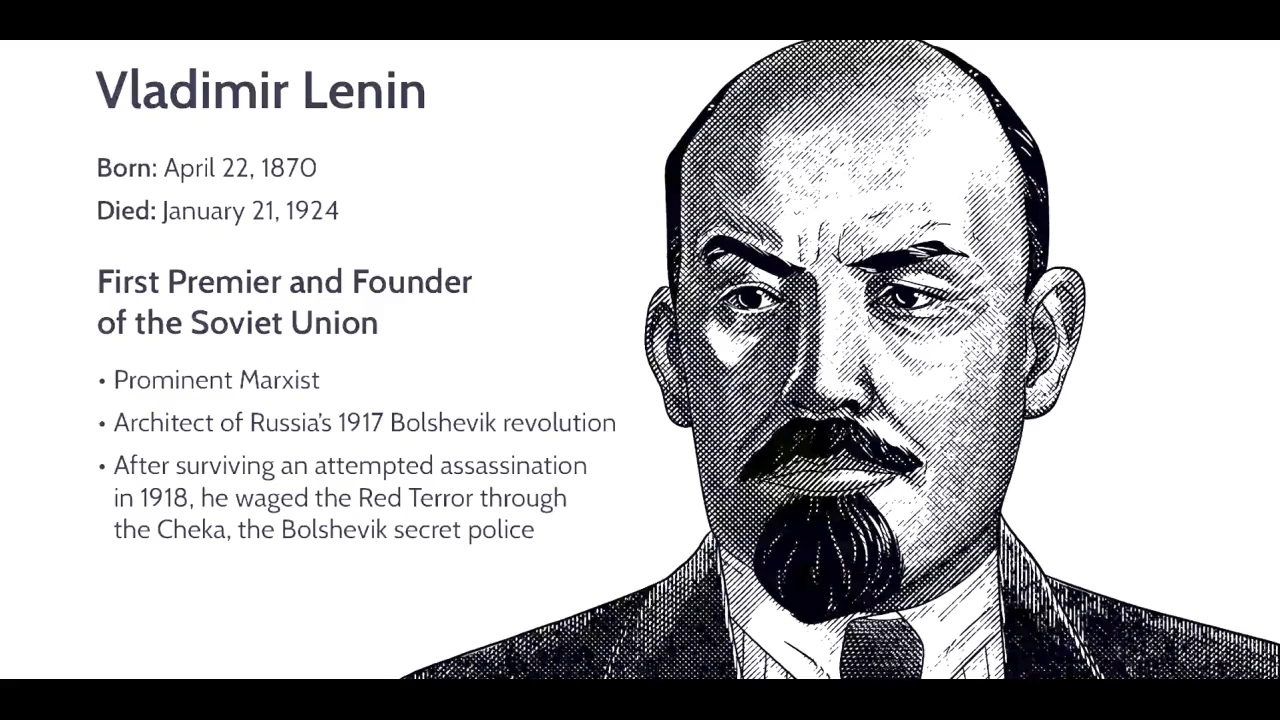 Vladimir Lenin
Born: April 22, 1870
Died: January 21, 1924
First Premier and Founder
of the Soviet Union
• Prominent Marxist
• Architect of Russia’s 1917 Bolshevik revolution
• After surviving an attempted assassination
in 1918, he waged the Red Terror through
the Cheka, the Bolshevik secret police